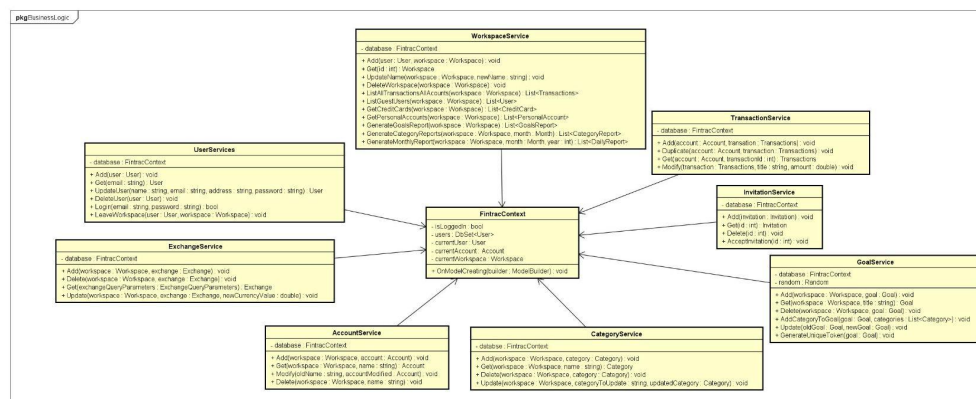 pkg BusinessLogic
WorkspaceService
- database : FintracContext
+ Add(user : User, workspace : Workspace) : void
+ Get(id : int) : Workspace
+ UpdateName(workspace : Workspace, newName : string) : void
+ DeleteWorkspace(workspace : Workspace) : void
+ ListAllTransactionsAllAcounts(workspace : Workspace) : List<Transactions>
+ ListGuestUsers(workspace : Workspace) : List<User>
+ GetCreditCards(workspace : Workspace) : List<CreditCard>
+ GetPersonalAccounts(workspace : Workspace) : List<PersonalAccount>
+ GenerateGoalsReport(workspace : Workspace) : List<GoalsReport>
+ GenerateCategoryReports(workspace : Workspace, month : Month) : List<CategoryReport>
+ GenerateMonthlyReport(workspace : Workspace, month : Month, year : int) : List<DailyReport>
TransactionService
- database : FintracContext
+ Add(account : Account, transation : Transactions) : void
+ Duplicate(account : Account, transaction : Transactions) : void
+ Get(account : Account, transactionId : int) : Transactions
+ Modify(transaction : Transactions, title : string, amount : double) : void
UserServices
- database : FintracContext
+ Add(user : User) : void
+ Get(email : string) : User
+ UpdateUser(name : string, email : string, address : string, password : string) : User
+ DeleteUser(user : User) : void
+ Login(email : string, password : string) : bool
+ LeaveWorkspace(user : User, workspace : Workspace) : void
InvitationService
- database : FintracContext
+ Add(invitation : Invitation) : void
+ Get(id : int) : Invitation
+ Delete(id : int) : void
+ AcceptInvitation(id : int) : void
FintracContext
- isLoggedIn : bool
- users : DbSet<User>
- currentUser : User
- currentAccount : Account
- currentWorkspace : Workspace
+ OnModelCreating(builder : ModelBuilder) : void
ExchangeService
- database : FintracContext
+ Add(workspace : Workspace, exchange : Exchange) : void
+ Delete(workspace : Workspace, exchange : Exchange) : void
+ Get(exchangeQueryParameters : ExchangeQueryParameters) : Exchange
+ Update(workspace : Workspace, exchange : Exchange, newCurrencyValue : double) : void
GoalService
- database : FintracContext
- random : Random
+ Add(workspace : Workspace, goal : Goal) : void
+ Get(workspace : Workspace, title : string) : Goal
+ Delete(workspace : Workspace, goal : Goal) : void
+ AddCategoryToGoal(goal : Goal, categories : List<Category>) : void
+ Update(oldGoal : Goal, newGoal : Goal) : void
+ GenerateUniqueToken(goal : Goal) : void
AccountService
- database : FintracContext
+ Add(workspace : Workspace, account : Account) : void
+ Get(workspace : Workspace, name : string) : Account
+ Modify(oldName : string, accountModified : Account) : void
+ Delete(workspace : Workspace, name : string) : void
CategoryService
- database : FintracContext
+ Add(workspace : Workspace, category : Category) : void
+ Get(workspace : Workspace, name : string) : Category
+ Delete(workspace : Workspace, category : Category) : void
+ Update(workspace : Workspace, categoryToUpdate : string, updatedCategory : Category) : void